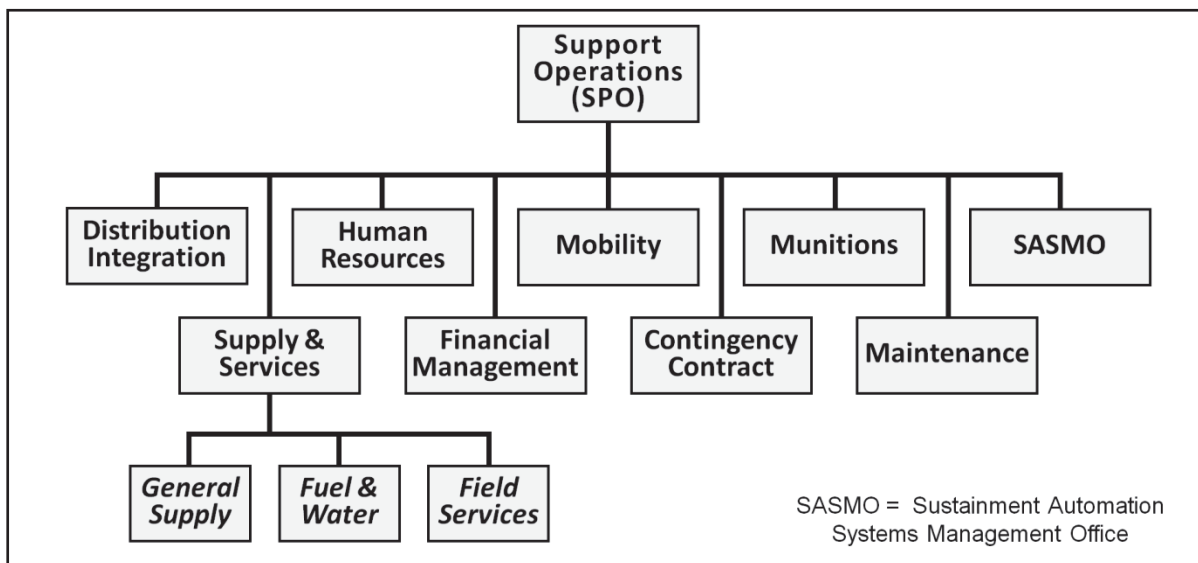 Support
Operations
(SPO)
Distribution
Integration
Human
Resources
Mobility
Munitions
SASMO
Supply &
Services
Financial
Management
Contingency
Contract
Maintenance
General
Supply
Fuel &
Water
Field
Services
SASMO = Sustainment Automation
Systems Management Office